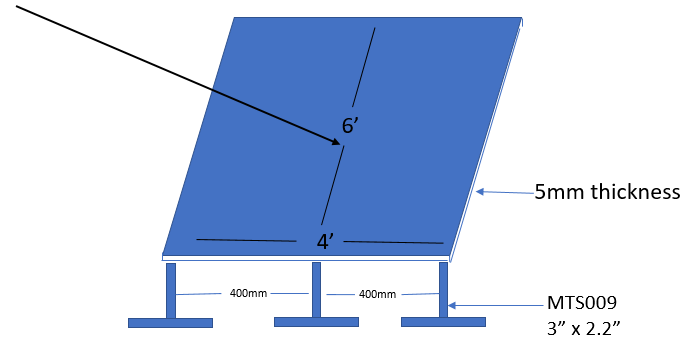 6’
5mm thickness
4’
400mm
400mm
MTS009
3” x 2.2”